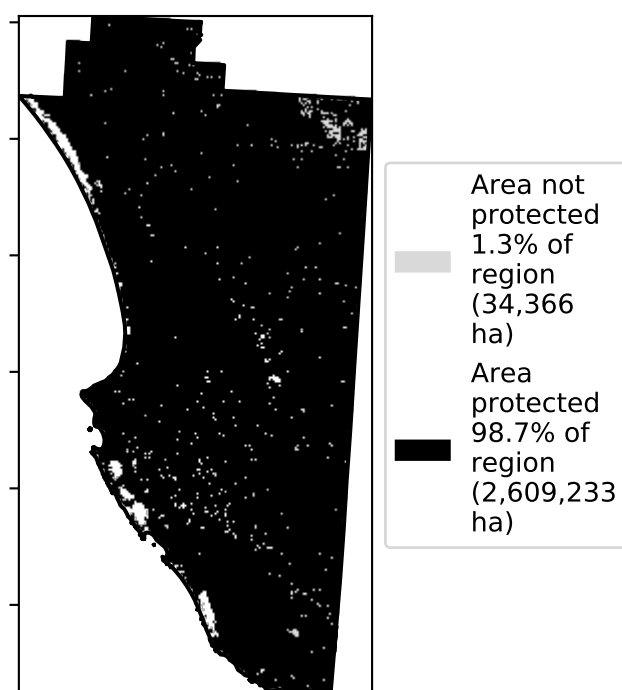 Area not
protected
1.3% of
region
(34,366
ha)
Area
protected
98.7% of
region
(2,609,233
ha)